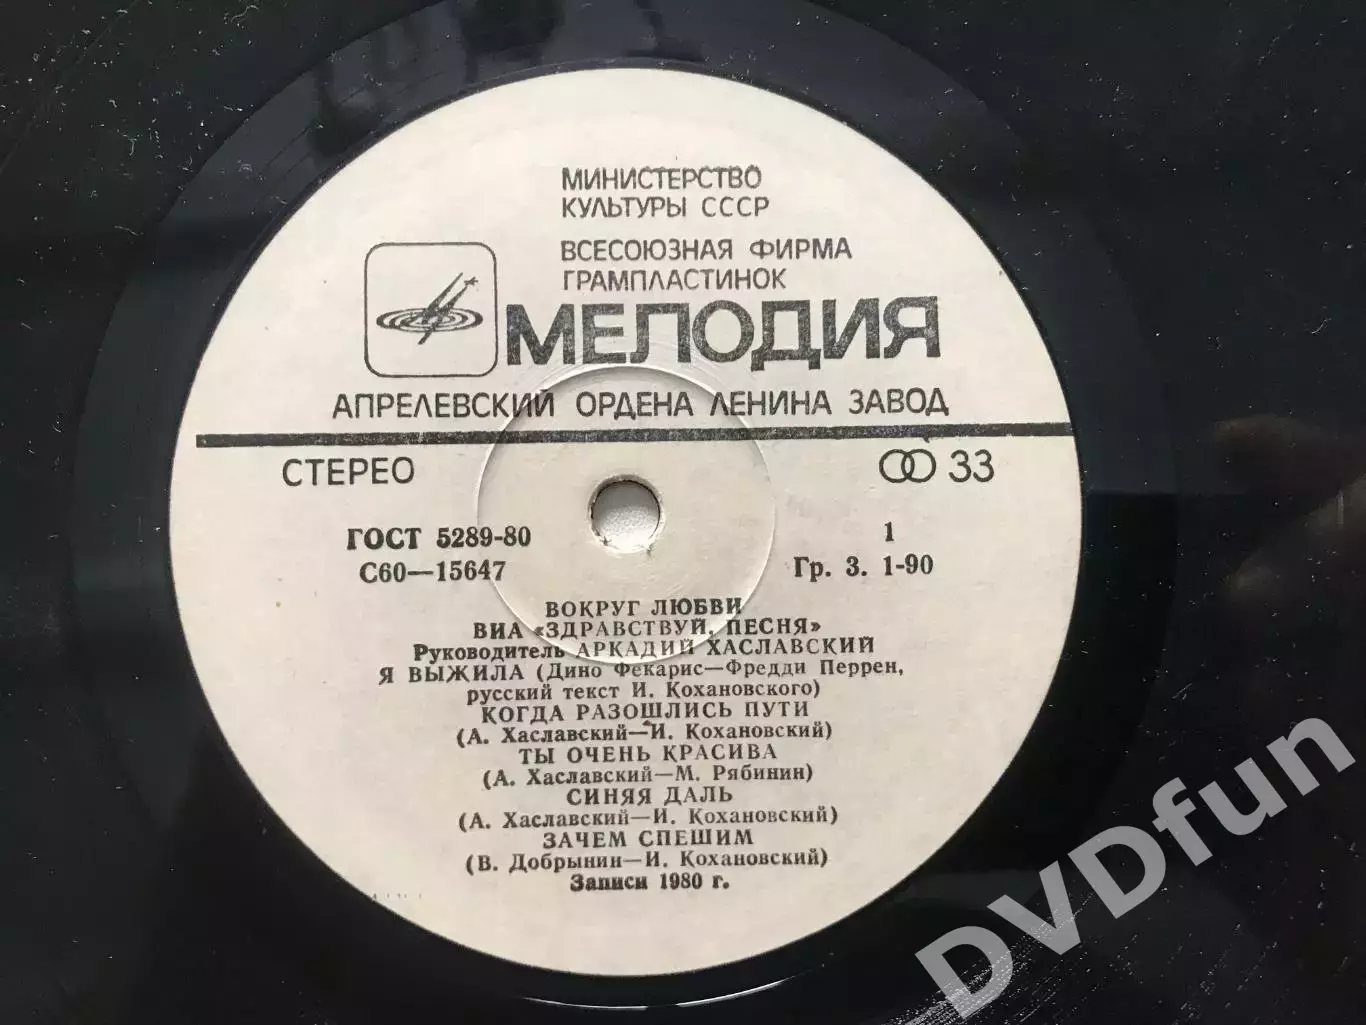 МИНИСТЕРСТВО
КУЛЬТУРЫ СССР
ВСЕСОЮЗНАЯ ФИРМА
ГРАМПЛАСТИНОК
МЕЛОДИЯ
АПРЕЛЕВСКИЙ ОРДЕНА ЛЕНИНА ЗАВОД
СТЕРЕО 33
ГОСТ 5289-80 1
С60—15647 Гр. 3. 1-90
ВОКРУГ ЛЮБВИ
ВИА «ЗДРАВСТВУЙ, ПЕСНЯ»
Руководитель АРКАДИЙ ХАСЛАВСКИЙ
Я ВЫЖИЛА (Дино Фекарис—Фредди Перрен,
русский текст И. Кохановского)
КОГДА РАЗОШЛИСЬ ПУТИ
(А. Хаславский—И. Кохановский)
ТЫ ОЧЕНЬ КРАСИВА
(А. Хаславский—М. Рябинин)
СИНЯЯ ДАЛЬ
(А. Хаславский—И. Кохановский)
ЗАЧЕМ СПЕШИМ
(В. Добрынин—И. Кохановский)
Записи 1980 г.
DVDfun